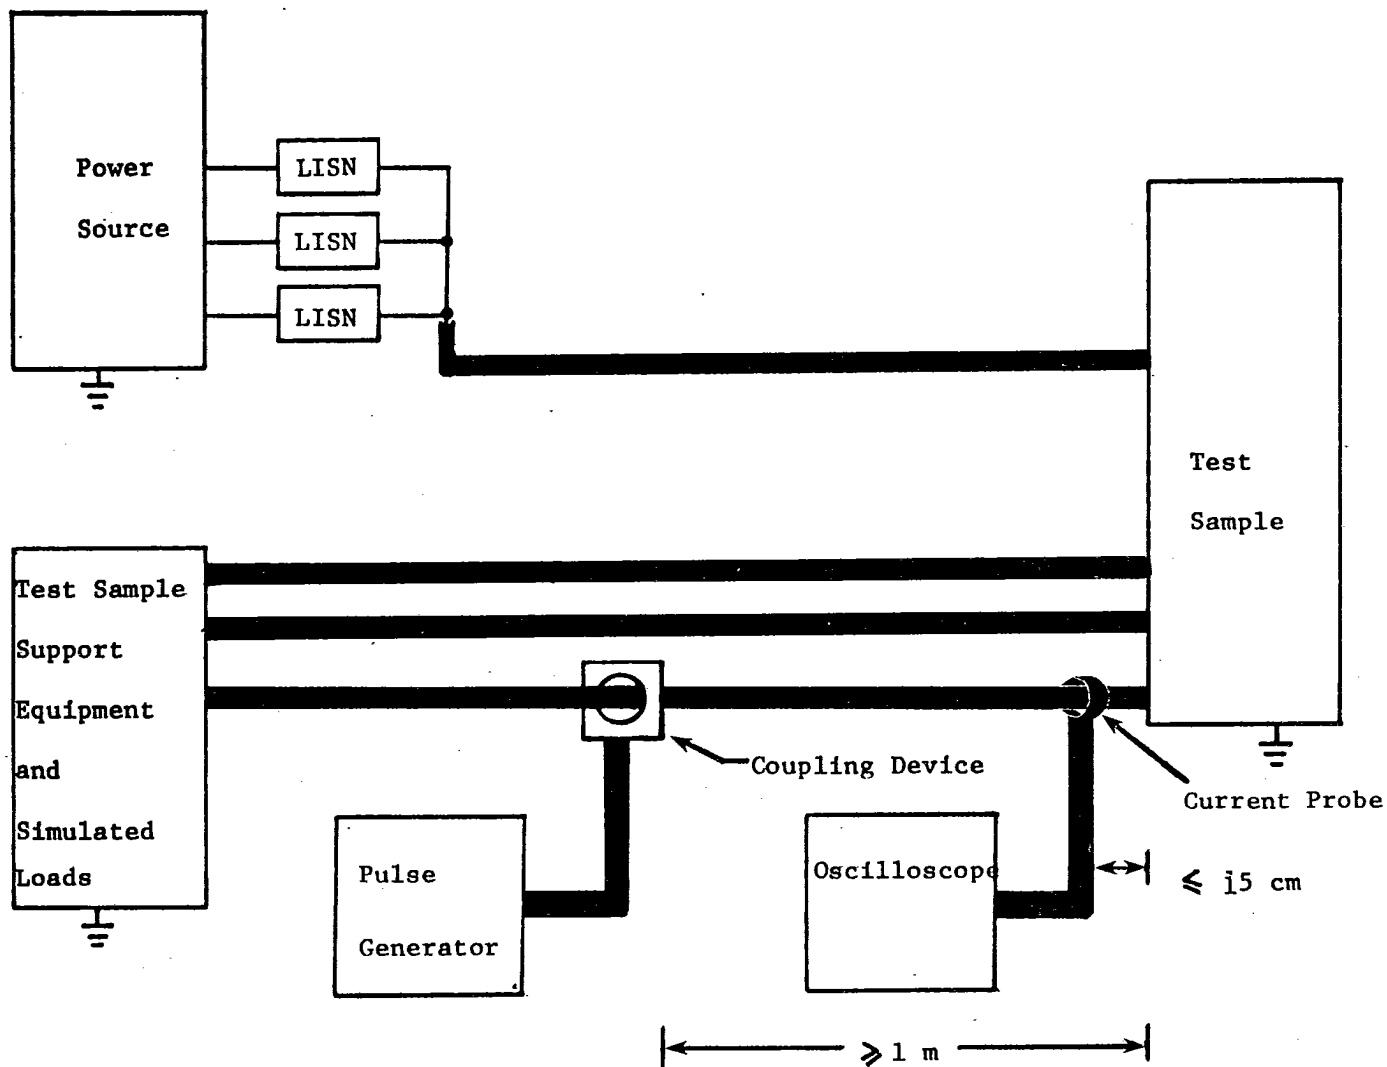 Power
Source
LISN
LISN
LISN
Test
Sample
Test Sample
Support
Equipment
and
Simulated
Loads
Coupling Device
Current Probe
Pulse
Generator
Oscilloscope
≤ j5 cm
≥ 1 m